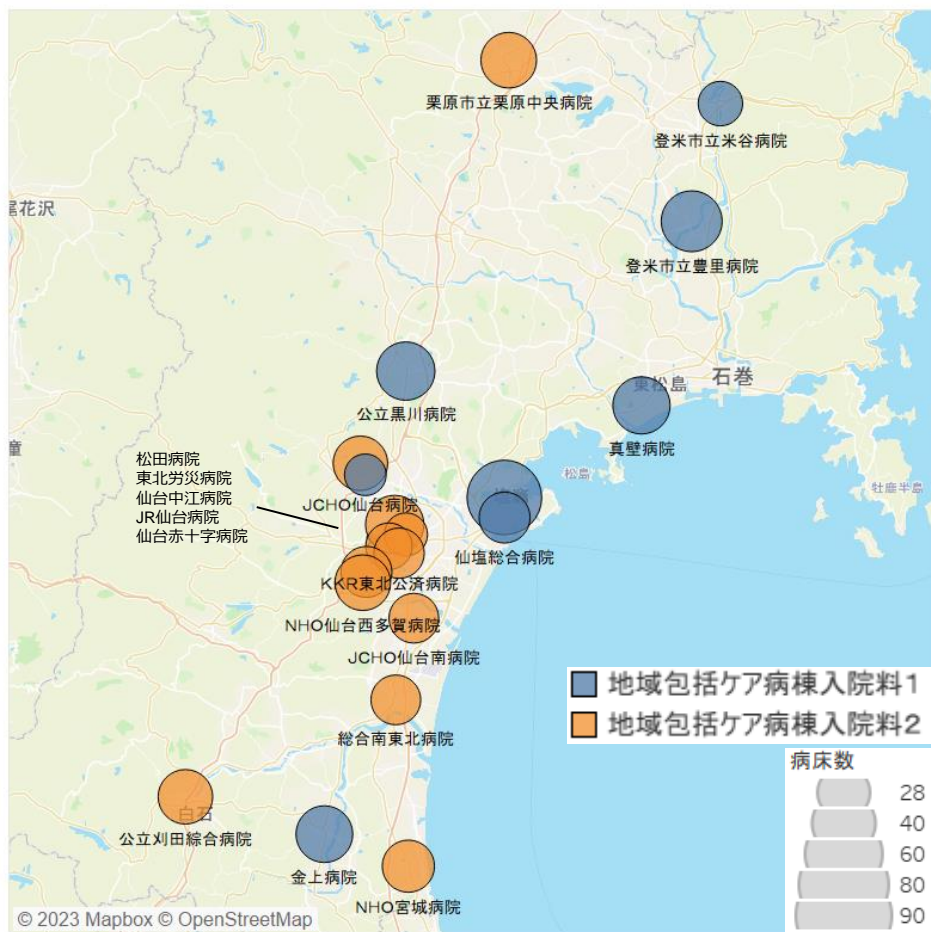 栗原市立栗原中央病院
登米市立米谷病院
尾花沢
登米市立豊里病院
公立黒川病院
東松島
石巻
真壁病院
童
松田病院
東北労災病院
仙台中江病院
JR仙台病院
仙台赤十字病院
JCHO仙台病院
松島
牡鹿半島
仙塩総合病院
KKR東北公済病院
NHO仙台西多賀病院
JCHO仙台南病院
地域包括ケア病棟入院料1
地域包括ケア病棟入院料2
総合南東北病院
病床数
28
40
60
80
90
白石
公立刈田綜合病院
金上病院
NHO宮城病院
© 2023 Mapbox © OpenStreetMap